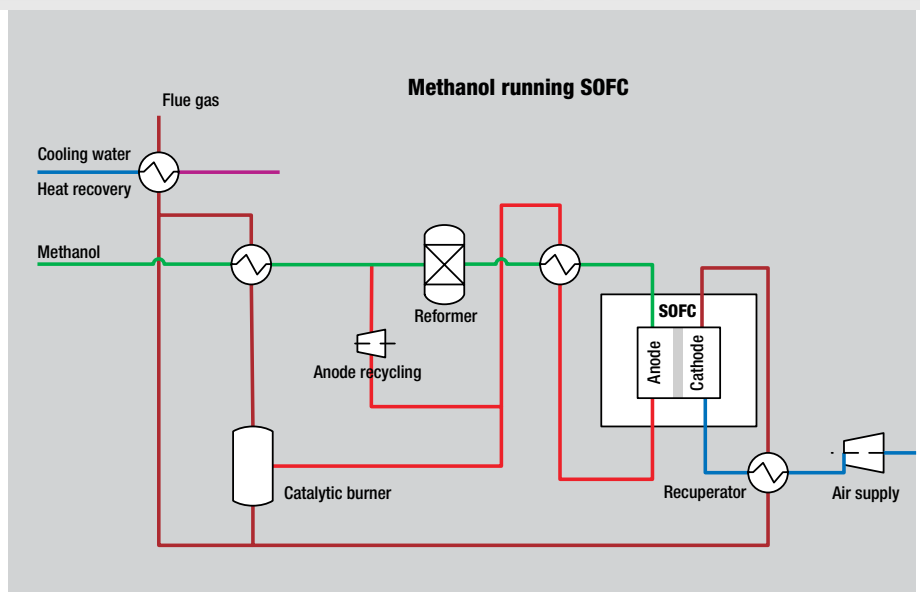 Methanol running SOFC
Flue gas
Cooling water
Heat recovery
Methanol
Reformer
SOFC
Anode
Cathode
Anode recycling
Catalytic burner
Recuperator
Air supply